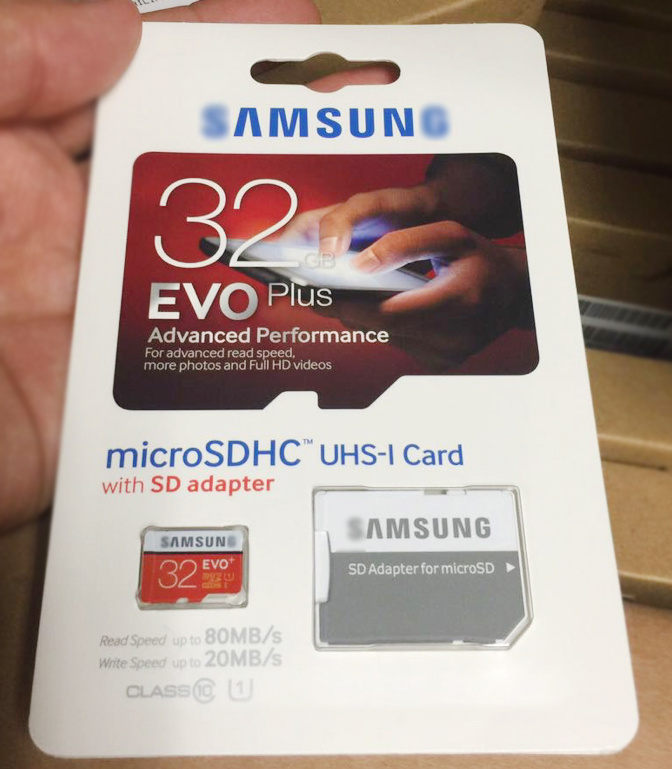 SAMSUNG
32GB
EVO Plus
Advanced Performance
For advanced read speed,
more photos and Full HD videos
microSDHC™ UHS-I Card
with SD adapter
SAMSUNG
32 EVO+
SAMSUNG
SD Adapter for microSD
Read Speed up to 80MB/s
Write Speed up to 20MB/s
CLASS 10 1